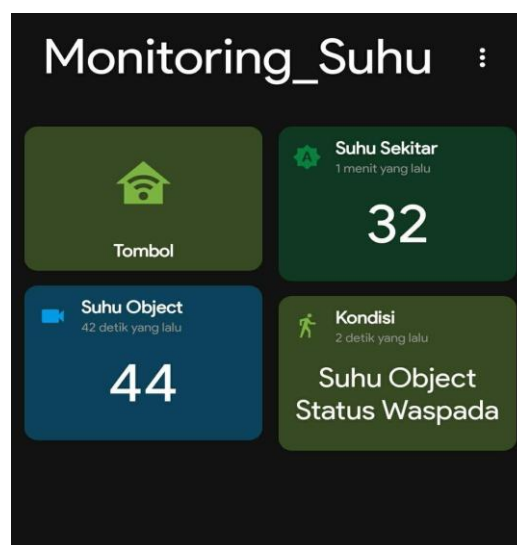 Monitoring_Suhu
Tombol
A
Suhu Sekitar
1 menit yang lalu
32
Suhu Object
42 detik yang lalu
44
Kondisi
2 detik yang lalu
Suhu Object
Status Waspada